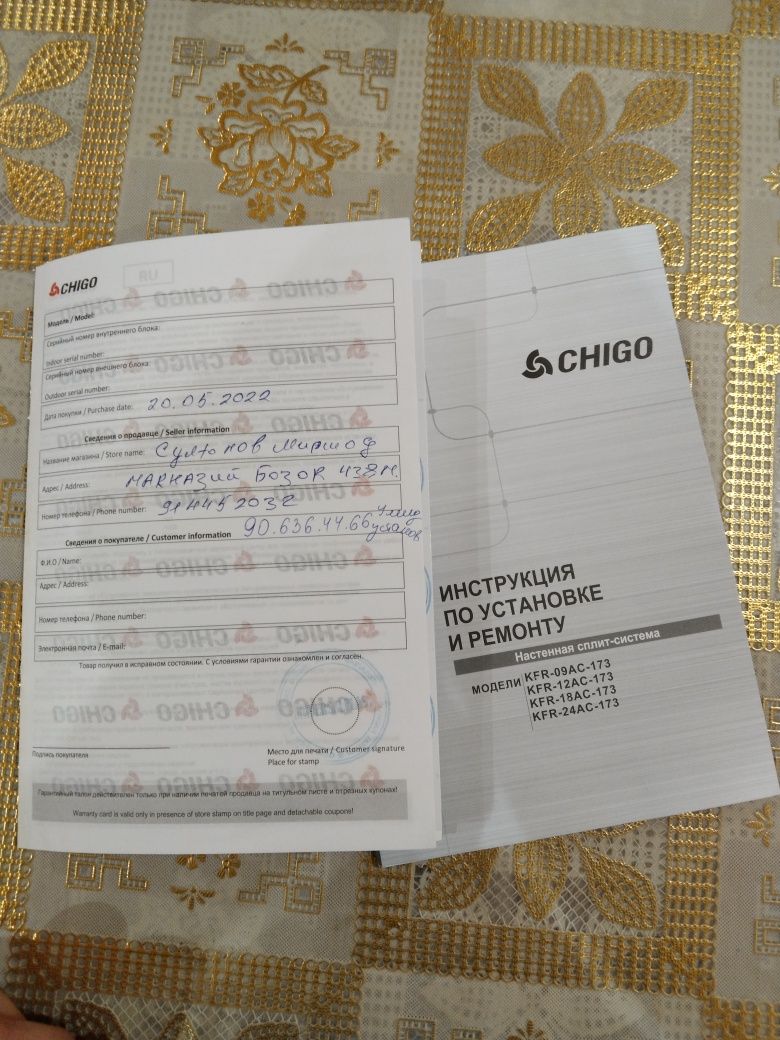 CHIGO
RU
Модель / Model:
Серийный номер внутреннего блока:
Indoor serial number:
Серийный номер внешнего блока:
Outdoor serial number:
Дата покупки / Purchase date: 20.05.2022
Сведения о продавце / Seller information
Название магазина / Store name: Султонов Миршод
Адрес / Address: Марказий Бозор 438 М.
Номер телефона / Phone number: 914452032
90.636.44.66
Сведения о покупателе / Customer information
Ф.И.О / Name:
Адрес / Address:
Номер телефона / Phone number:
Электронная почта / E-mail:
Товар получил в исправном состоянии. С условиями гарантии ознакомлен и согласен.
Подпись покупателя
Место для печати / Customer signature
Place for stamp
Гарантийный талон действителен только при наличии печатей продавца на титульном листе и отрезных купонах!
Warranty card is valid only in presence of store stamp on title page and detachable coupons!
CHIGO
ИНСТРУКЦИЯ
ПО УСТАНОВКЕ
И РЕМОНТУ
Настенная сплит-система
МОДЕЛИ KFR-09AC-173
KFR-12AC-173
KFR-18AC-173
KFR-24AC-173